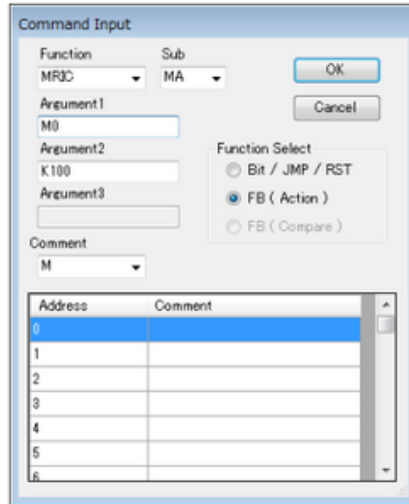 Command Input
Function Sub
MRIC MA OK
Argument1 Cancel
M0
Argument2 Function Select
K100 Bit / JMP / RST
Argument3 FB ( Action )
FB ( Compare )
Comment
M
Address Comment
0
1
2
3
4
5
6